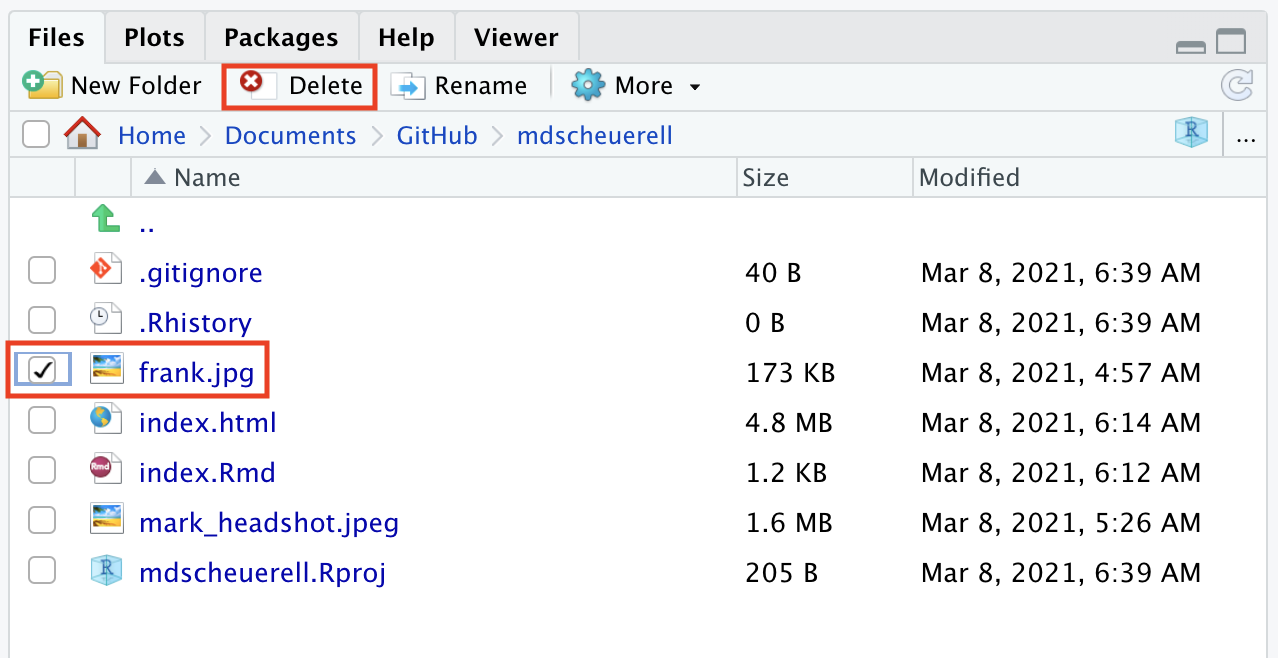 Files Plots Packages Help Viewer
New Folder Delete Rename More
Home Documents GitHub mdscheuerell R ...
Name Size Modified
..
.gitignore 40 B Mar 8, 2021, 6:39 AM
.Rhistory 0 B Mar 8, 2021, 6:39 AM
frank.jpg 173 KB Mar 8, 2021, 4:57 AM
index.html 4.8 MB Mar 8, 2021, 6:14 AM
Rmd index.Rmd 1.2 KB Mar 8, 2021, 6:12 AM
mark_headshot.jpeg 1.6 MB Mar 8, 2021, 5:26 AM
R mdscheuerell.Rproj 205 B Mar 8, 2021, 6:39 AM